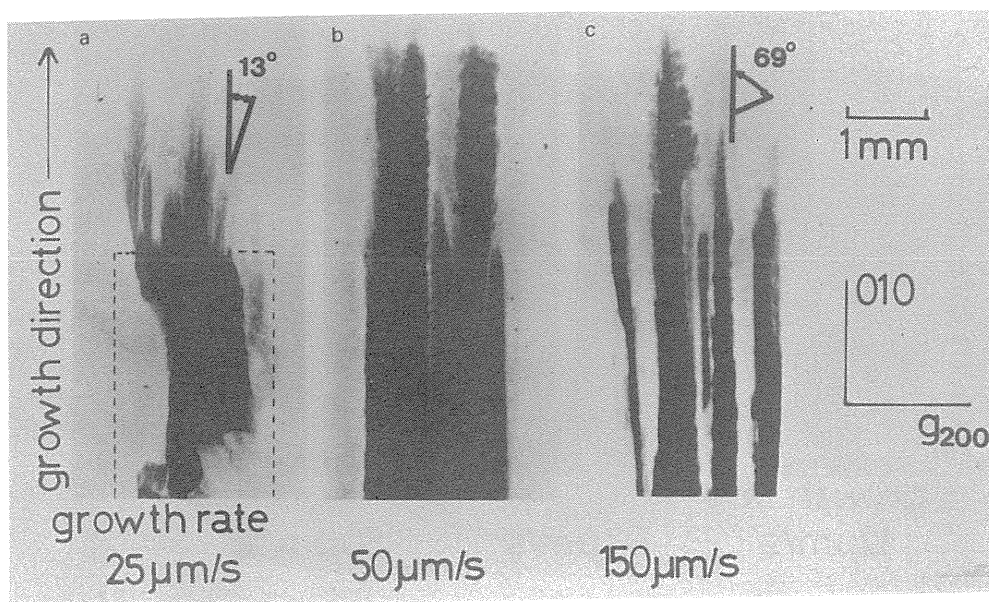 a
b
c
13°
69°
1mm
growth direction
010
g200
growth rate
25µm/s
50µm/s
150µm/s